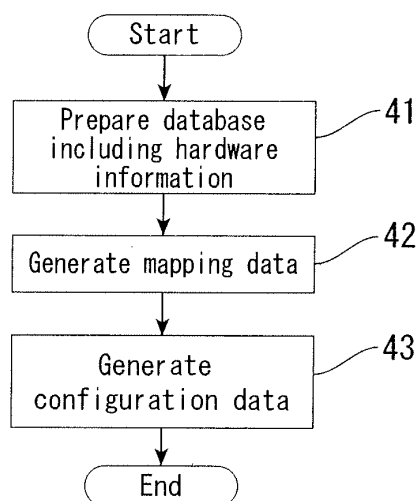 Start
Prepare database
including hardware
information
41
Generate mapping data
42
Generate
configuration data
43
End